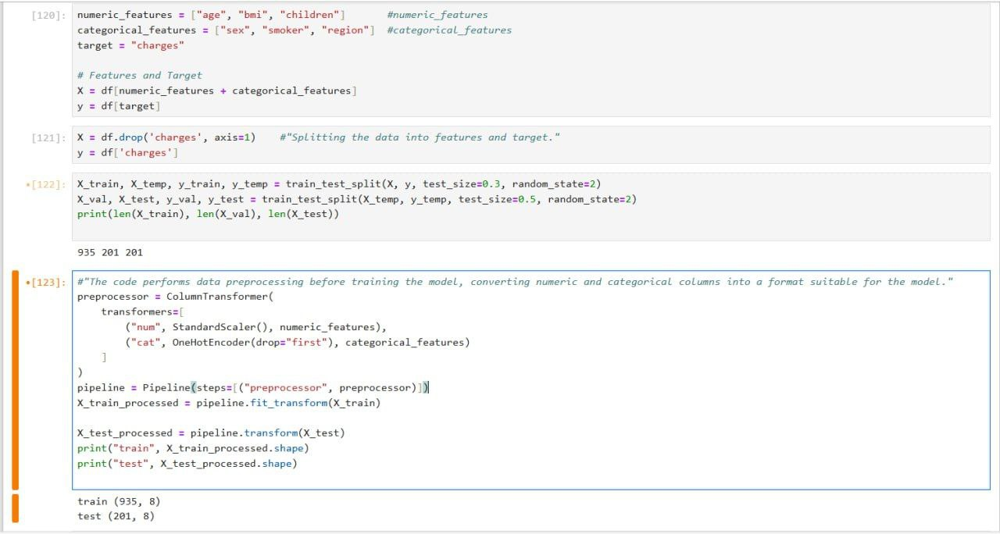 [120]: numeric_features = ["age", "bmi", "children"]       #numeric_features
categorical_features = ["sex", "smoker", "region"]  #categorical_features
target = "charges"
# Features and Target
X = df[numeric_features + categorical_features]
y = df[target]
[121]: X = df.drop('charges', axis=1)    #"Splitting the data into features and target."
y = df['charges']
•[122]: X_train, X_temp, y_train, y_temp = train_test_split(X, y, test_size=0.3, random_state=2)
X_val, X_test, y_val, y_test = train_test_split(X_temp, y_temp, test_size=0.5, random_state=2)
print(len(X_train), len(X_val), len(X_test))
935 201 201
•[123]: #"The code performs data preprocessing before training the model, converting numeric and categorical columns into a format suitable for the model."
preprocessor = ColumnTransformer(
    transformers=[
        ("num", StandardScaler(), numeric_features),
        ("cat", OneHotEncoder(drop="first"), categorical_features)
    ]
)
pipeline = Pipeline(steps=[("preprocessor", preprocessor)])
X_train_processed = pipeline.fit_transform(X_train)
X_test_processed = pipeline.transform(X_test)
print("train", X_train_processed.shape)
print("test", X_test_processed.shape)
train (935, 8)
test (201, 8)